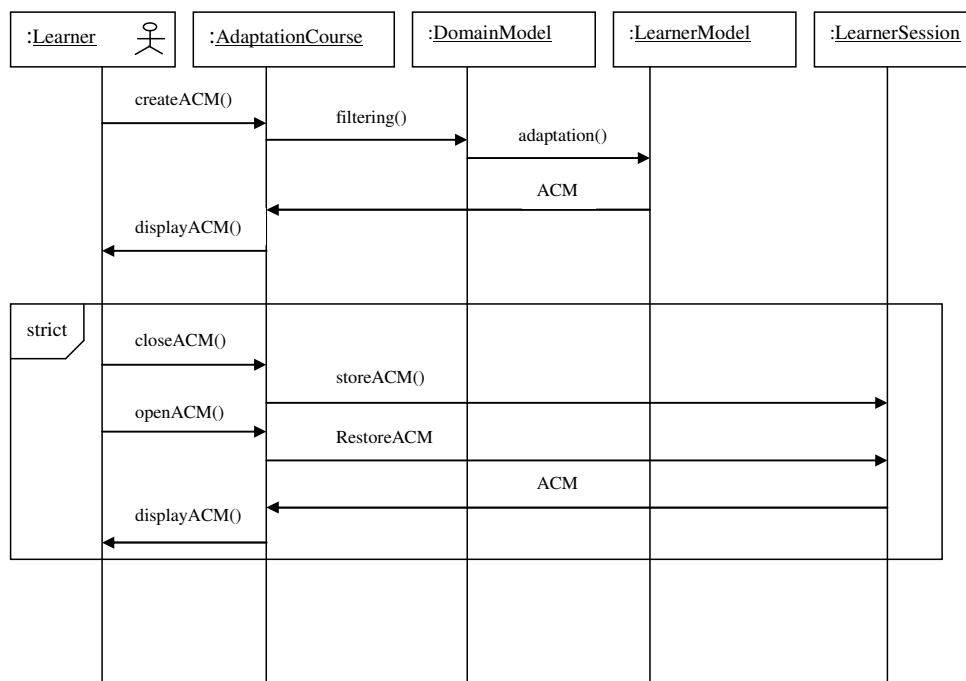 :Learner
:AdaptationCourse
:DomainModel
:LearnerModel
:LearnerSession
createACM()
filtering()
adaptation()
ACM
displayACM()
strict
closeACM()
storeACM()
openACM()
RestoreACM
ACM
displayACM()